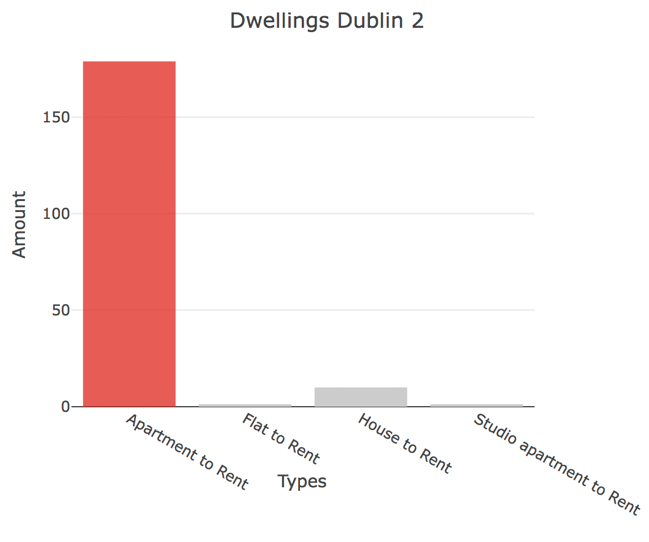 Dwellings Dublin 2
Amount
150
100
50
0
Apartment to Rent
Flat to Rent
House to Rent
Studio apartment to Rent
Types